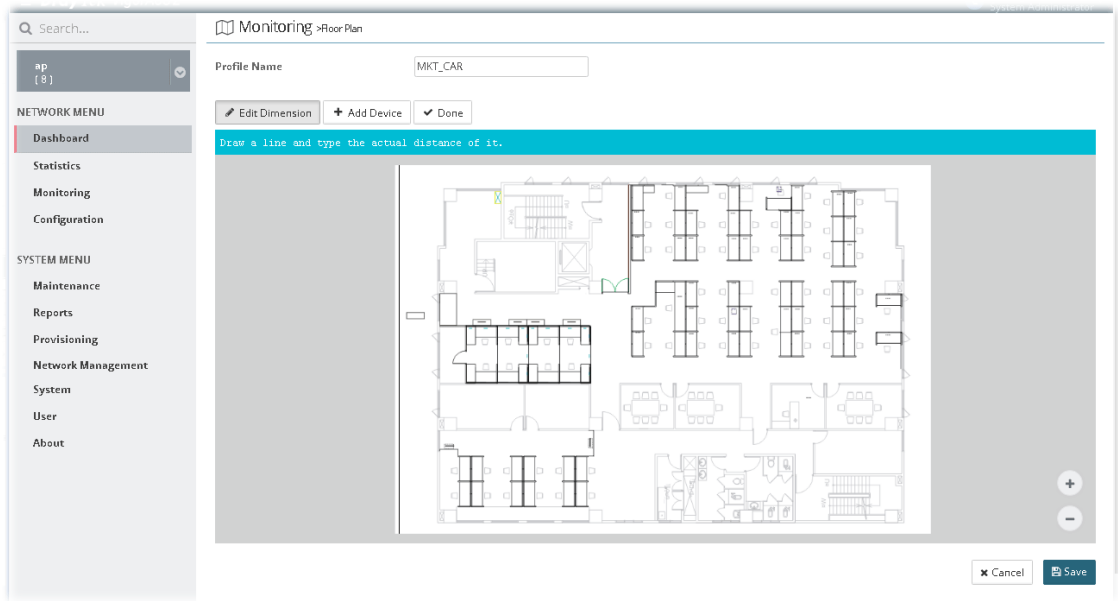 System Administrator
Search...
Monitoring >Floor Plan
ap
[ 8 ]
Profile Name
MKT_CAR
NETWORK MENU
Edit Dimension
Add Device
Done
Dashboard
Draw a line and type the actual distance of it.
Statistics
Monitoring
Configuration
SYSTEM MENU
Maintenance
Reports
Provisioning
Network Management
System
User
About
Cancel
Save